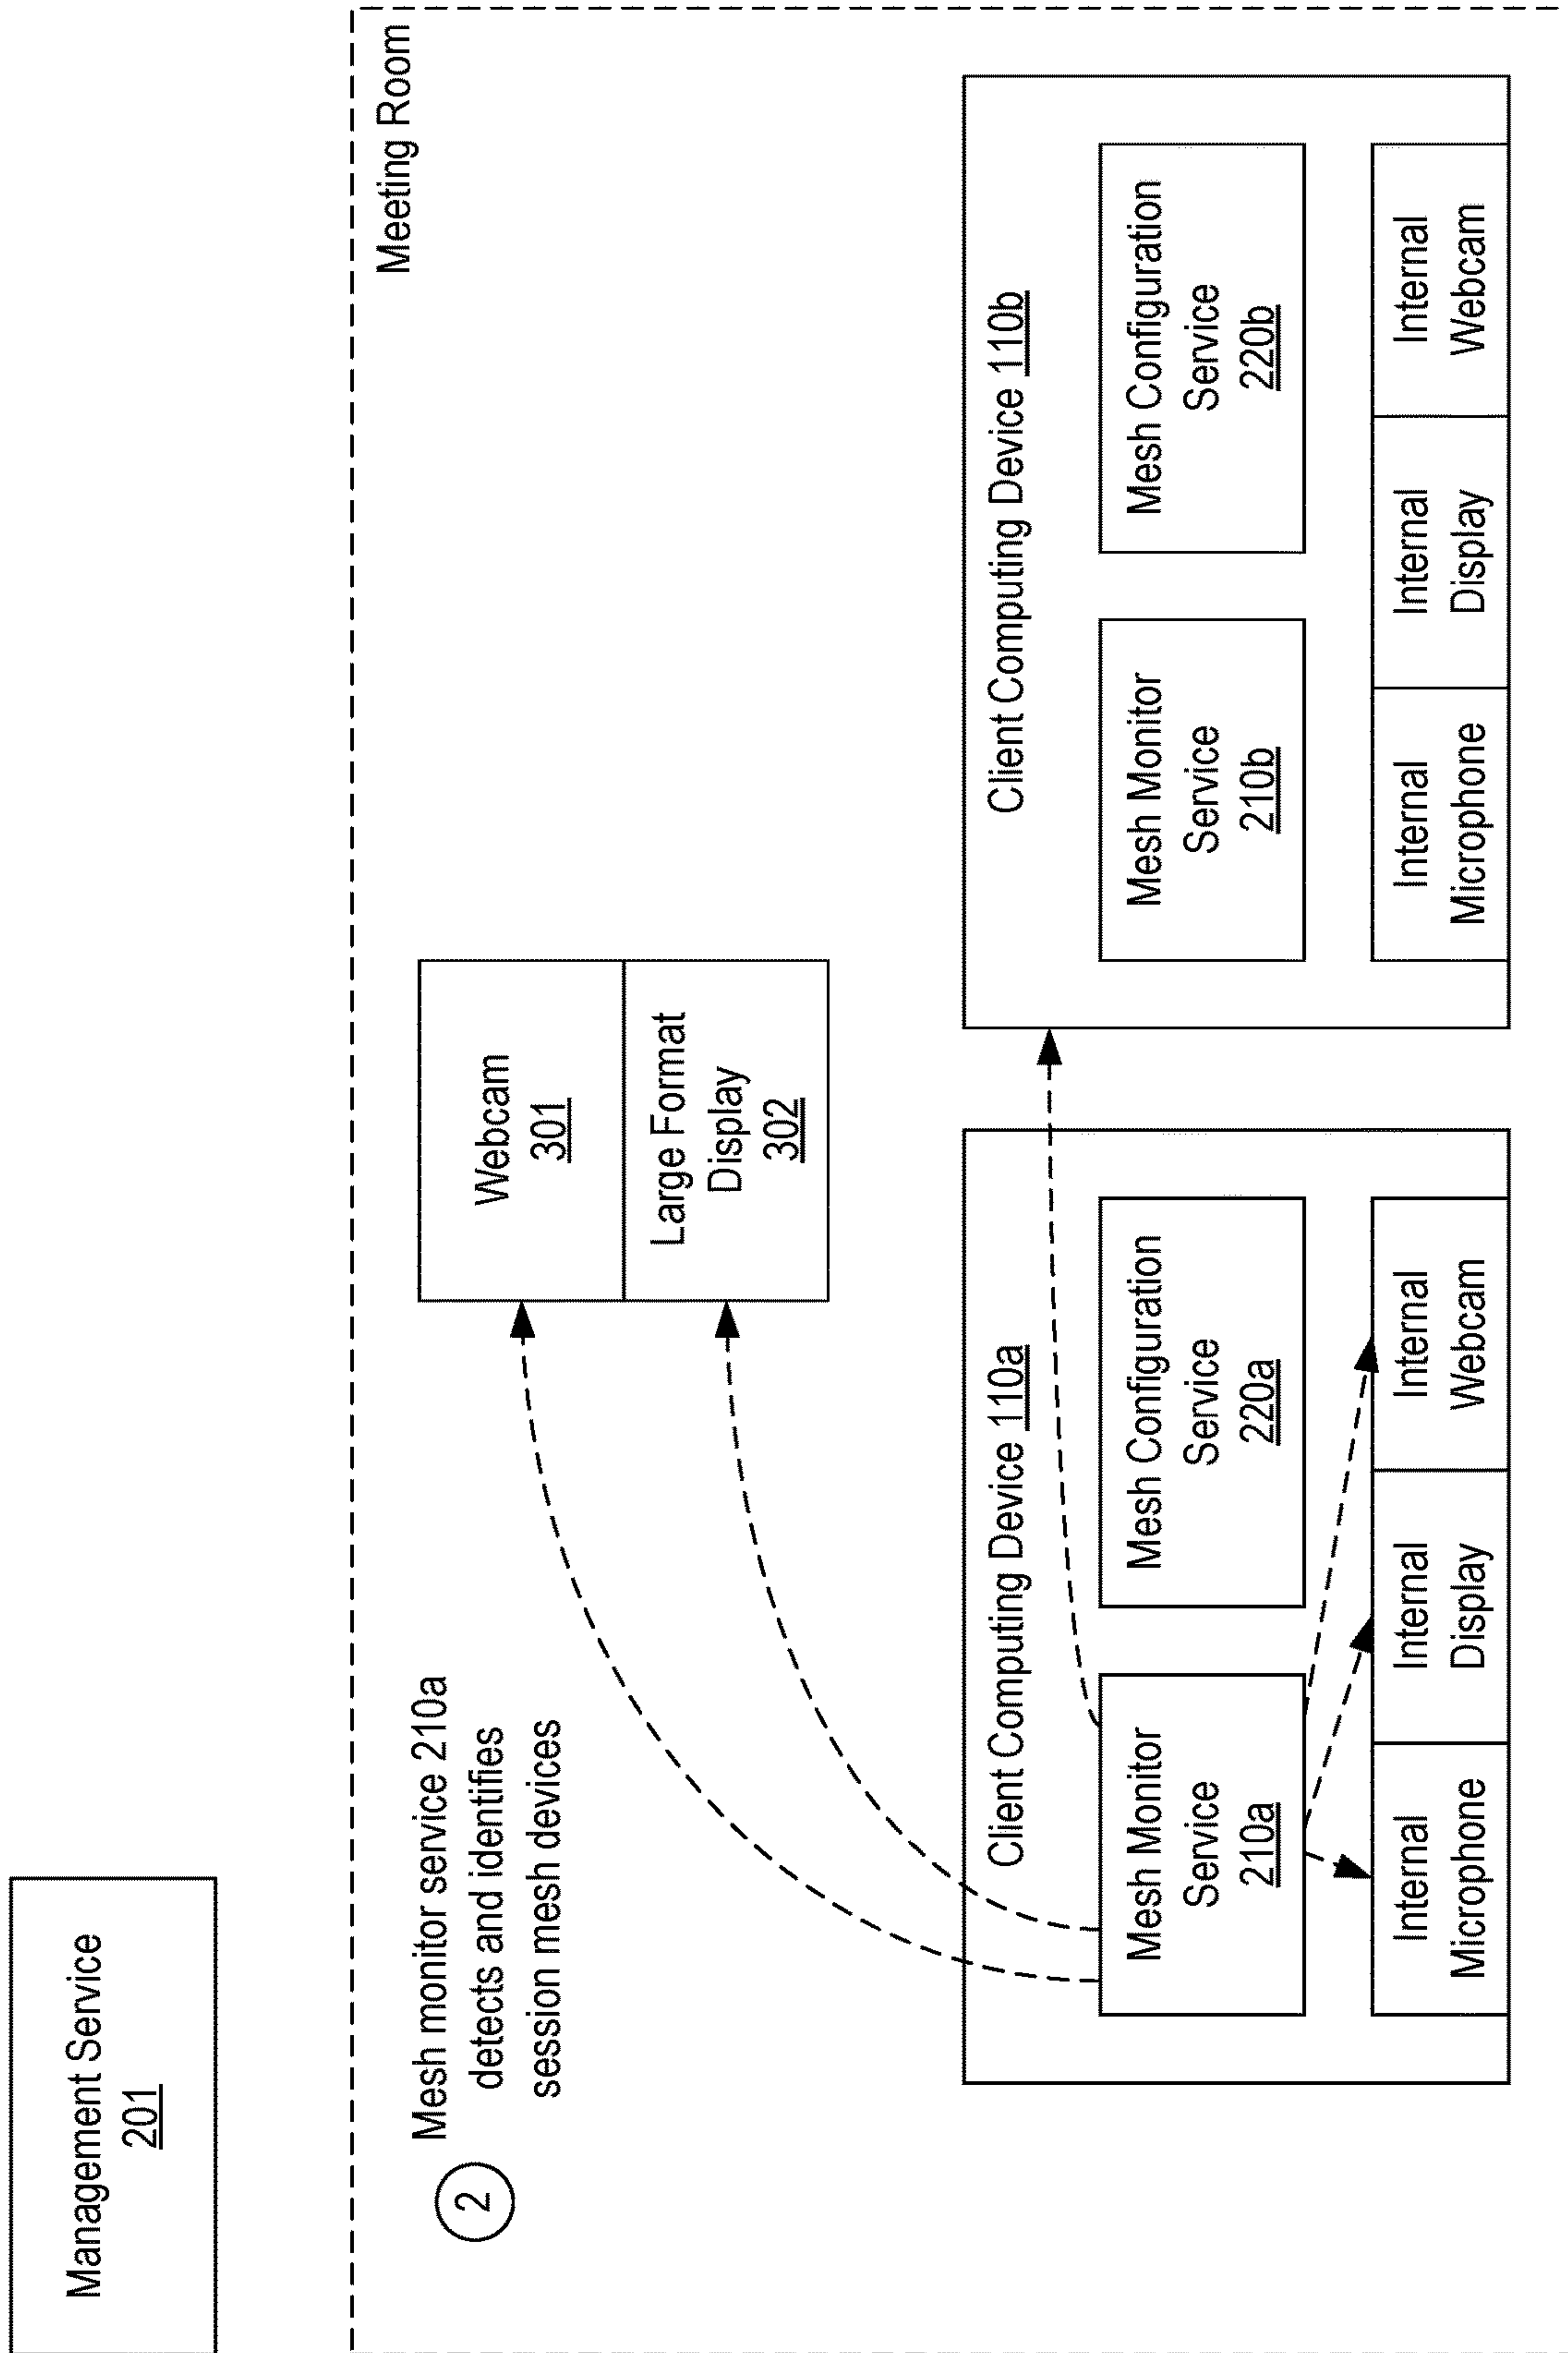 Management Service
201
Meeting Room
2
Mesh monitor service 210a
detects and identifies
session mesh devices
Webcam
301
Large Format
Display
302
Client Computing Device 110a
Mesh Monitor
Service
210a
Mesh Configuration
Service
220a
Internal
Microphone
Internal
Display
Internal
Webcam
Client Computing Device 110b
Mesh Monitor
Service
210b
Mesh Configuration
Service
220b
Internal
Microphone
Internal
Display
Internal
Webcam